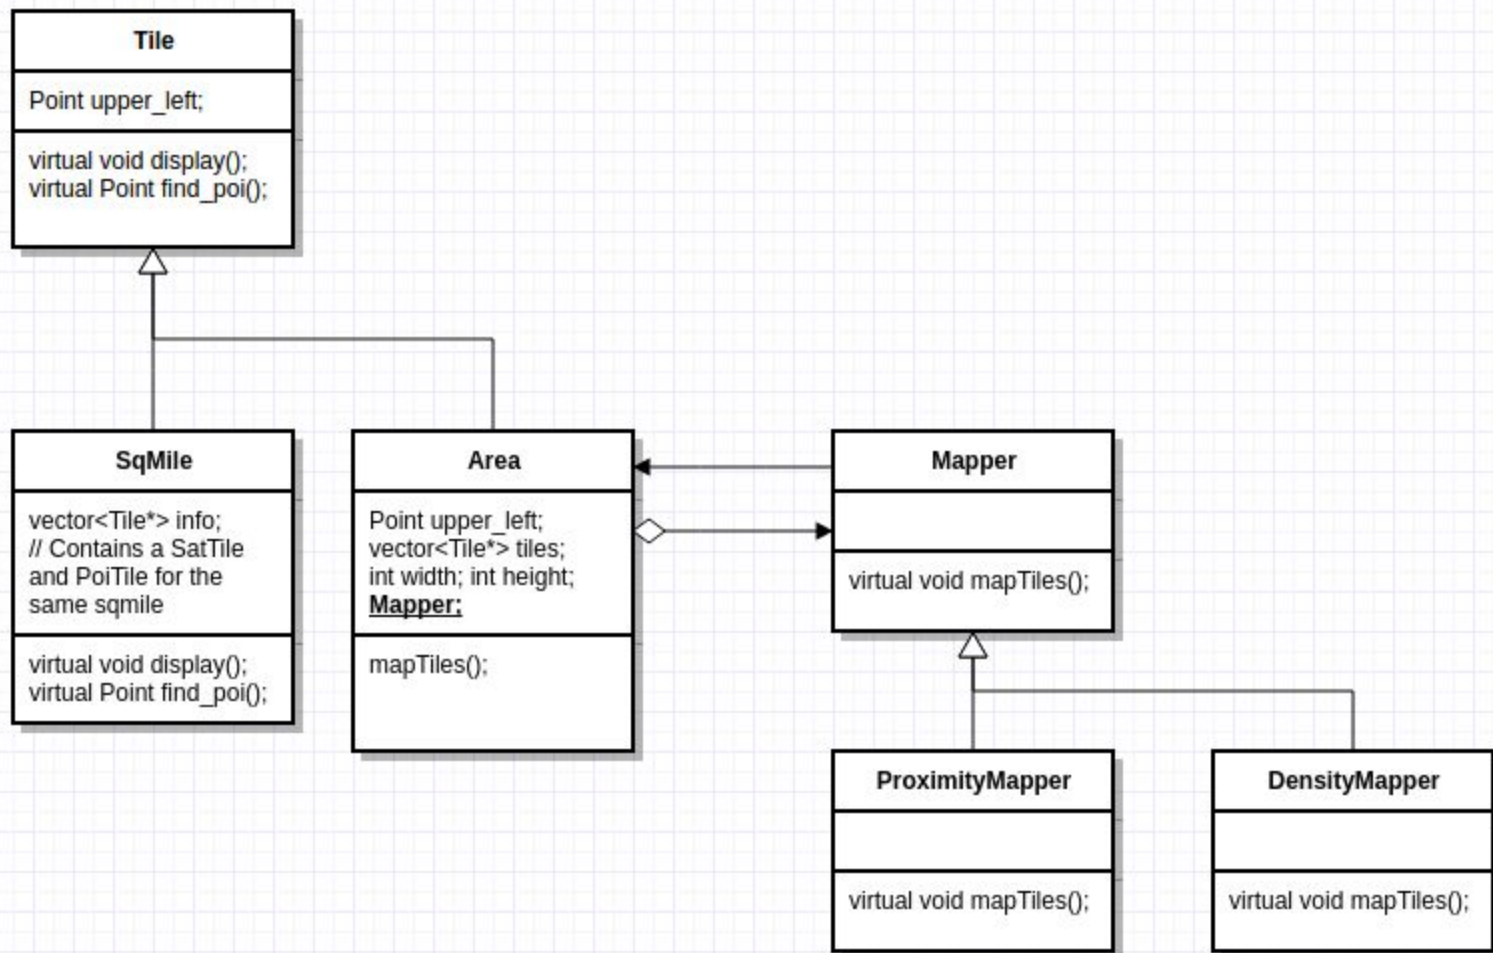 Tile
Point upper_left;
virtual void display();
virtual Point find_poi();
SqMile
vector<Tile*> info;
// Contains a SatTile
and PoiTile for the
same sqmile
virtual void display();
virtual Point find_poi();
Area
Point upper_left;
vector<Tile*> tiles;
int width; int height;
Mapper;
mapTiles();
Mapper
virtual void mapTiles();
ProximityMapper
virtual void mapTiles();
DensityMapper
virtual void mapTiles();